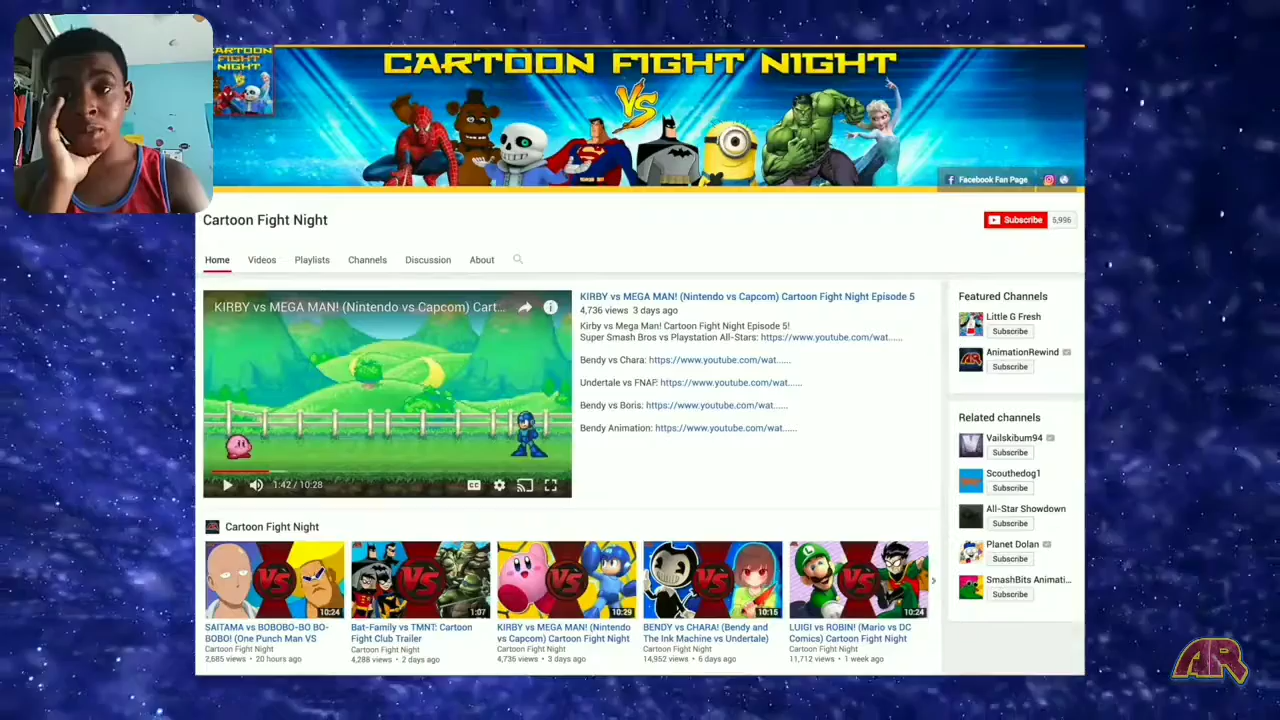 CARTOON FIGHT NIGHT
VS
CARTOON
FIGHT
NIGHT
VS
Facebook Fan Page
Cartoon Fight Night
Subscribe 5,996
Home Videos Playlists Channels Discussion About
KIRBY vs MEGA MAN! (Nintendo vs Capcom) Cart...
1:42 / 10:28
CC
KIRBY vs MEGA MAN! (Nintendo vs Capcom) Cartoon Fight Night Episode 5
4,736 views 3 days ago
Kirby vs Mega Man! Cartoon Fight Night Episode 5!
Super Smash Bros vs Playstation All-Stars: https://www.youtube.com/wat......
Bendy vs Chara: https://www.youtube.com/wat......
Undertale vs FNAF: https://www.youtube.com/wat......
Bendy vs Boris: https://www.youtube.com/wat......
Bendy Animation: https://www.youtube.com/wat......
Featured Channels
Little G Fresh
Subscribe
AnimationRewind
Subscribe
Related channels
Vailskibum94
Subscribe
Scouthedog1
Subscribe
All-Star Showdown
Subscribe
Planet Dolan
Subscribe
SmashBits Animati...
Subscribe
Cartoon Fight Night
VS
10:24
SAITAMA vs BOBOBO-BO BO-
BOBO! (One Punch Man VS
Cartoon Fight Night
2,685 views • 20 hours ago
VS
1:07
Bat-Family vs TMNT: Cartoon
Fight Club Trailer
Cartoon Fight Night
4,288 views • 2 days ago
VS
10:29
KIRBY vs MEGA MAN! (Nintendo
vs Capcom) Cartoon Fight Night
Cartoon Fight Night
4,736 views • 3 days ago
VS
10:15
BENDY vs CHARA! (Bendy and
The Ink Machine vs Undertale)
Cartoon Fight Night
14,952 views • 6 days ago
VS
10:24
LUIGI vs ROBIN! (Mario vs DC
Comics) Cartoon Fight Night
Cartoon Fight Night
11,712 views • 1 week ago
AR